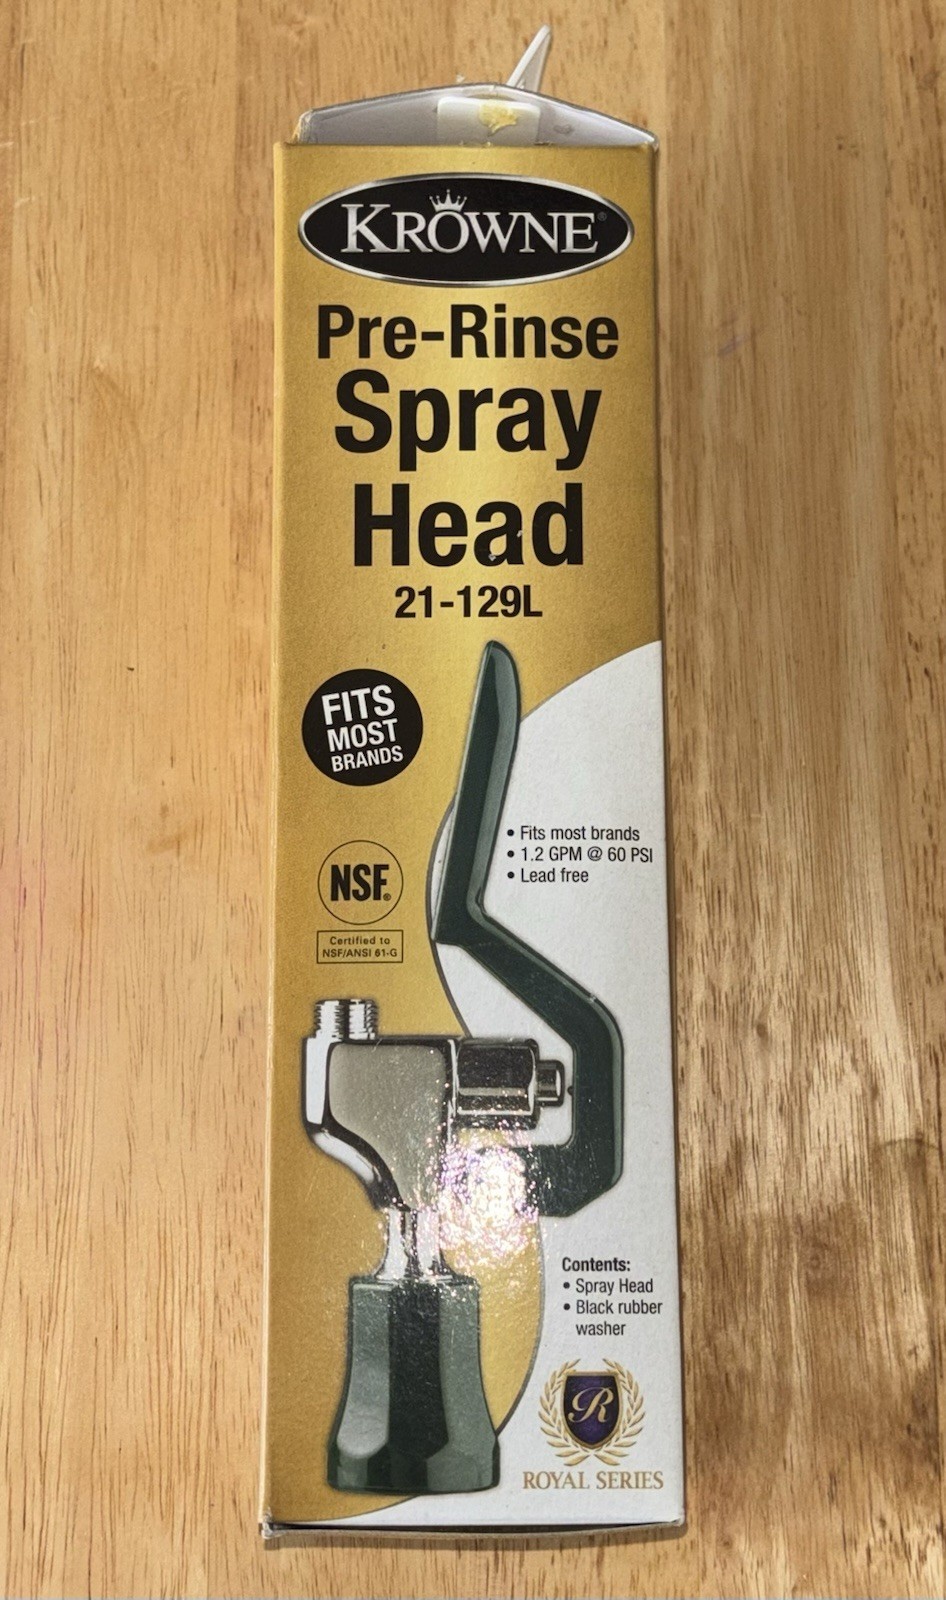 KROWNE®
Pre-Rinse
Spray
Head
21-129L
FITS
MOST
BRANDS
• Fits most brands
• 1.2 GPM @ 60 PSI
• Lead free
NSF®
Certified to
NSF/ANSI 61-G
Contents:
• Spray Head
• Black rubber
washer
R
ROYAL SERIES